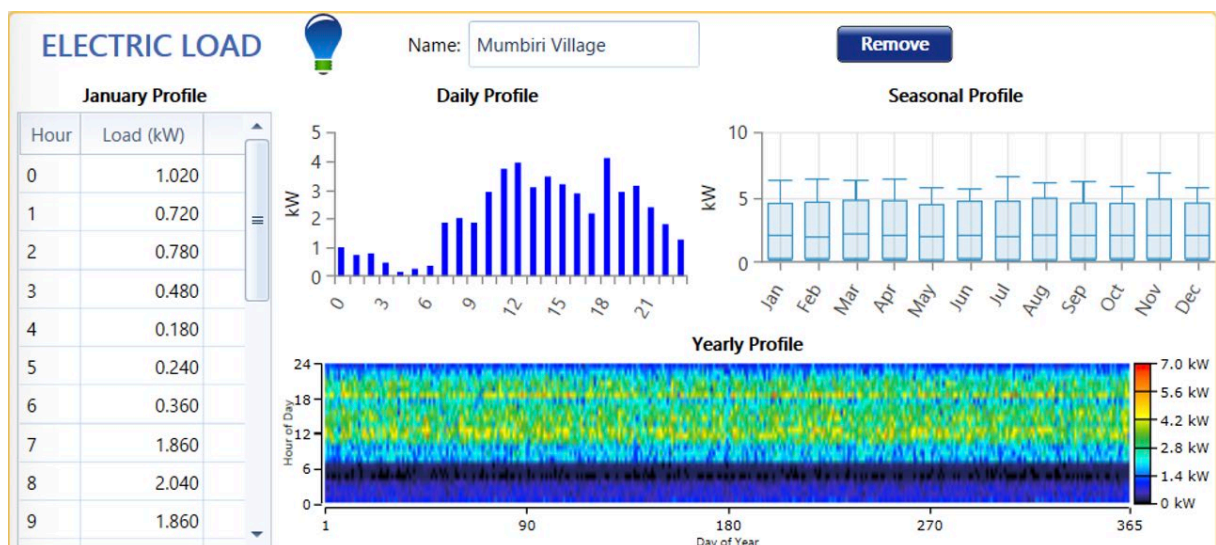 ELECTRIC LOAD
Name: Mumbiri Village
Remove
January Profile
Hour Load (kW)
0 1.020
1 0.720
2 0.780
3 0.480
4 0.180
5 0.240
6 0.360
7 1.860
8 2.040
9 1.860
Daily Profile
kW
5
4
3
2
1
0
0 3 6 9 12 15 18 21
Seasonal Profile
kW
10
5
0
Jan Feb Mar Apr May Jun Jul Aug Sep Oct Nov Dec
Yearly Profile
Hour of Day
24
18
12
6
0
1 90 180 270 365
Day of Year
7.0 kW
5.6 kW
4.2 kW
2.8 kW
1.4 kW
0 kW